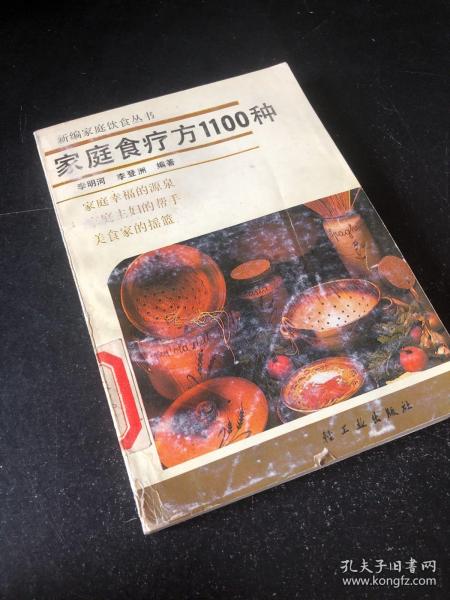 新编家庭饮食丛书
家庭食疗方1100种
李明河 李登洲 编著
家庭幸福的源泉
家庭主妇的帮手
美食家的摇篮
轻工业出版社
孔夫子旧书网
www.kongfz.com